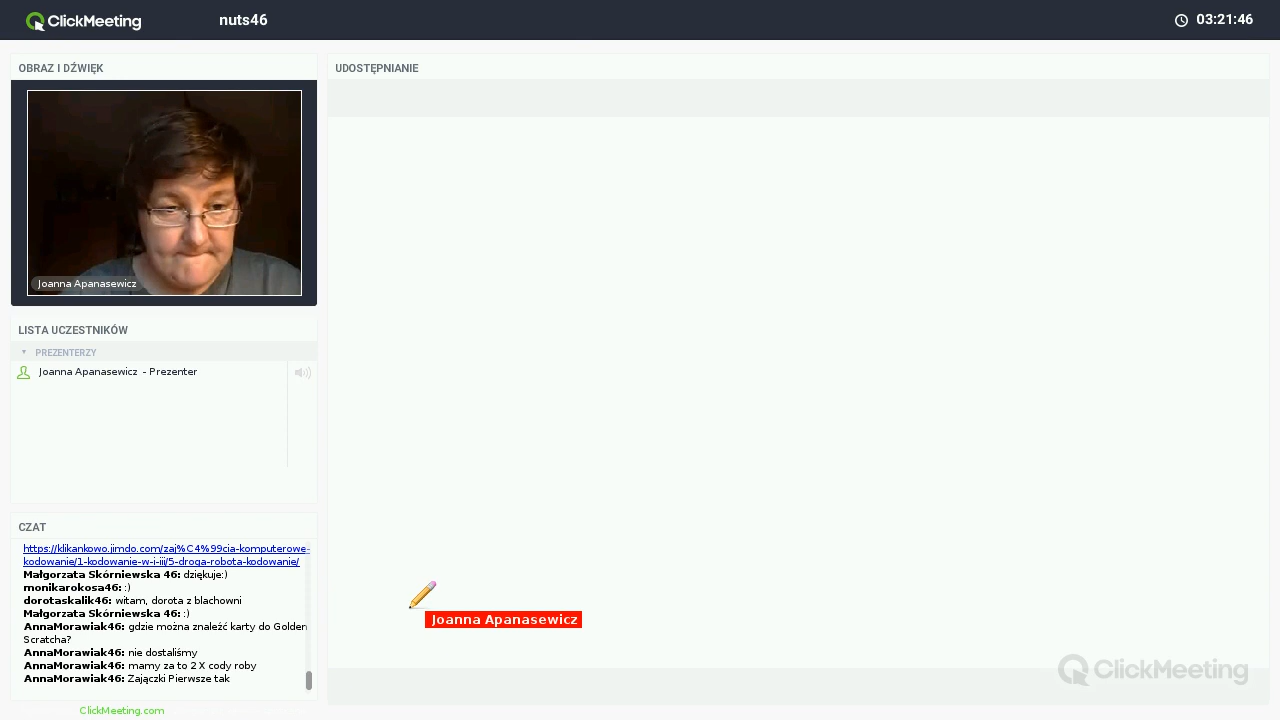 ClickMeeting
nuts46
03:21:46
OBRAZ I DŹWIĘK
UDOSTĘPNIANIE
Joanna Apanasewicz
LISTA UCZESTNIKÓW
PREZENTERZY
Joanna Apanasewicz - Prezenter
CZAT
https://klikankowo.jimdo.com/zaj%C4%99cia-komputerowe-
kodowanie/1-kodowanie-w-i-iii/5-droga-robota-kodowanie/
Małgorzata Skórniewska 46: dziękuje:)
monikarokosa46: :)
dorotaskalik46: witam, dorota z blachowni
Małgorzata Skórniewska 46: :)
AnnaMorawiak46: gdzie można znaleźć karty do Golden
Scratcha?
AnnaMorawiak46: nie dostaliśmy
AnnaMorawiak46: mamy za to 2 X cody roby
AnnaMorawiak46: Zajączki Pierwsze tak
Joanna Apanasewicz
ClickMeeting
ClickMeeting.com